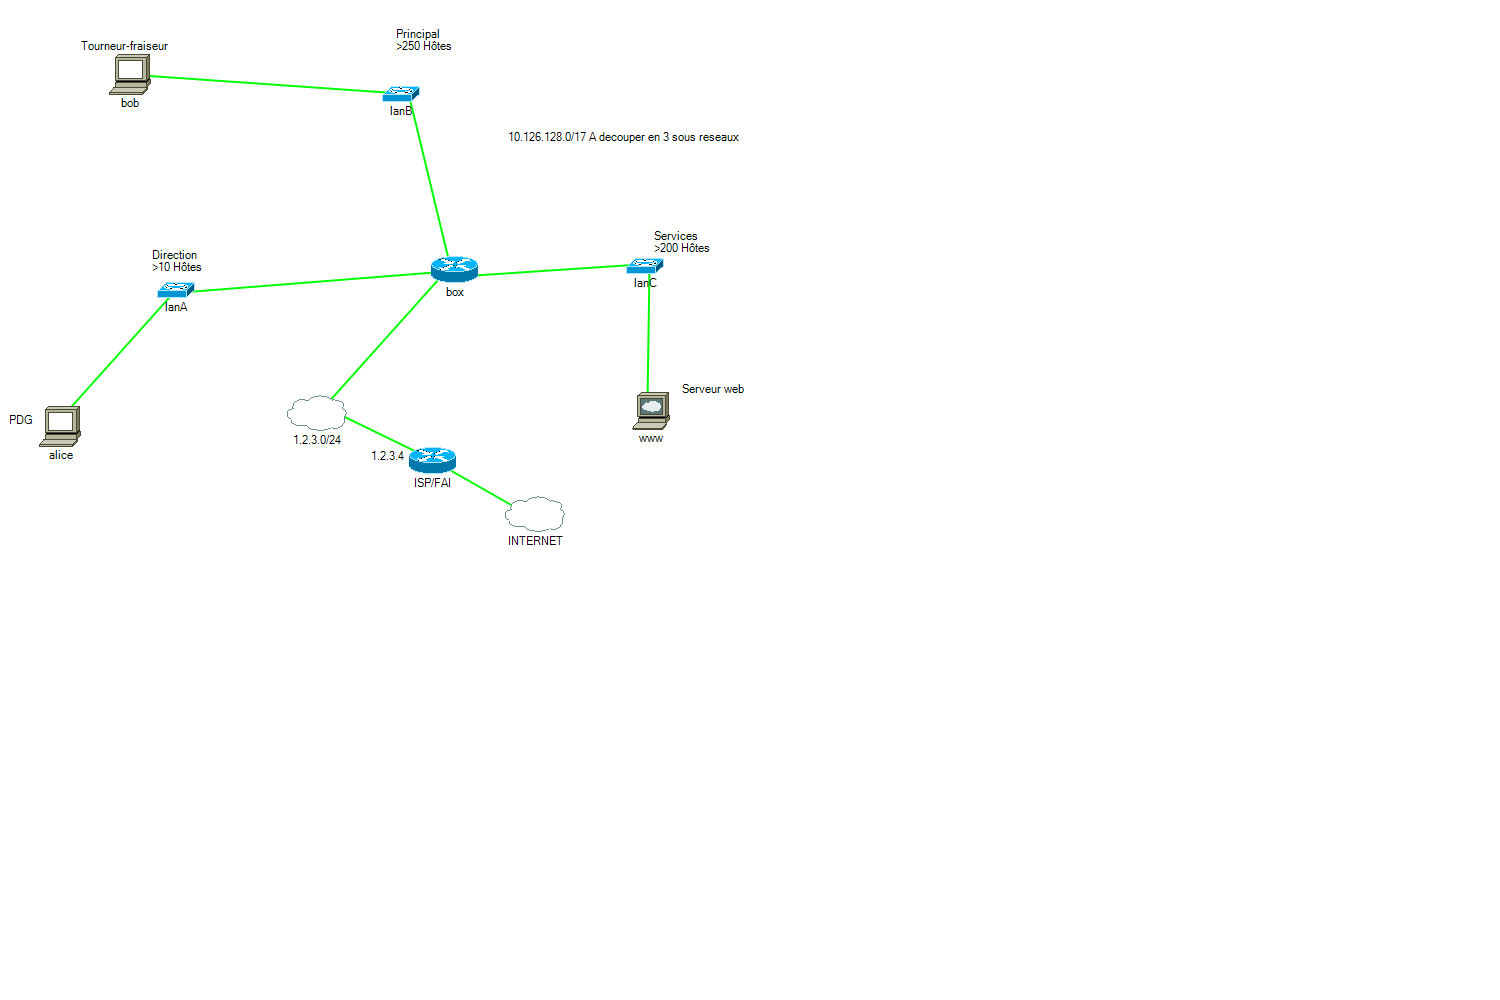 Principal
>250 Hôtes
Tourneur-fraiseur
bob
lanB
10.126.128.0/17 A decouper en 3 sous reseaux
Services
>200 Hôtes
Direction
>10 Hôtes
lanC
box
lanA
Serveur web
PDG
www
1.2.3.0/24
alice
1.2.3.4
ISP/FAI
INTERNET